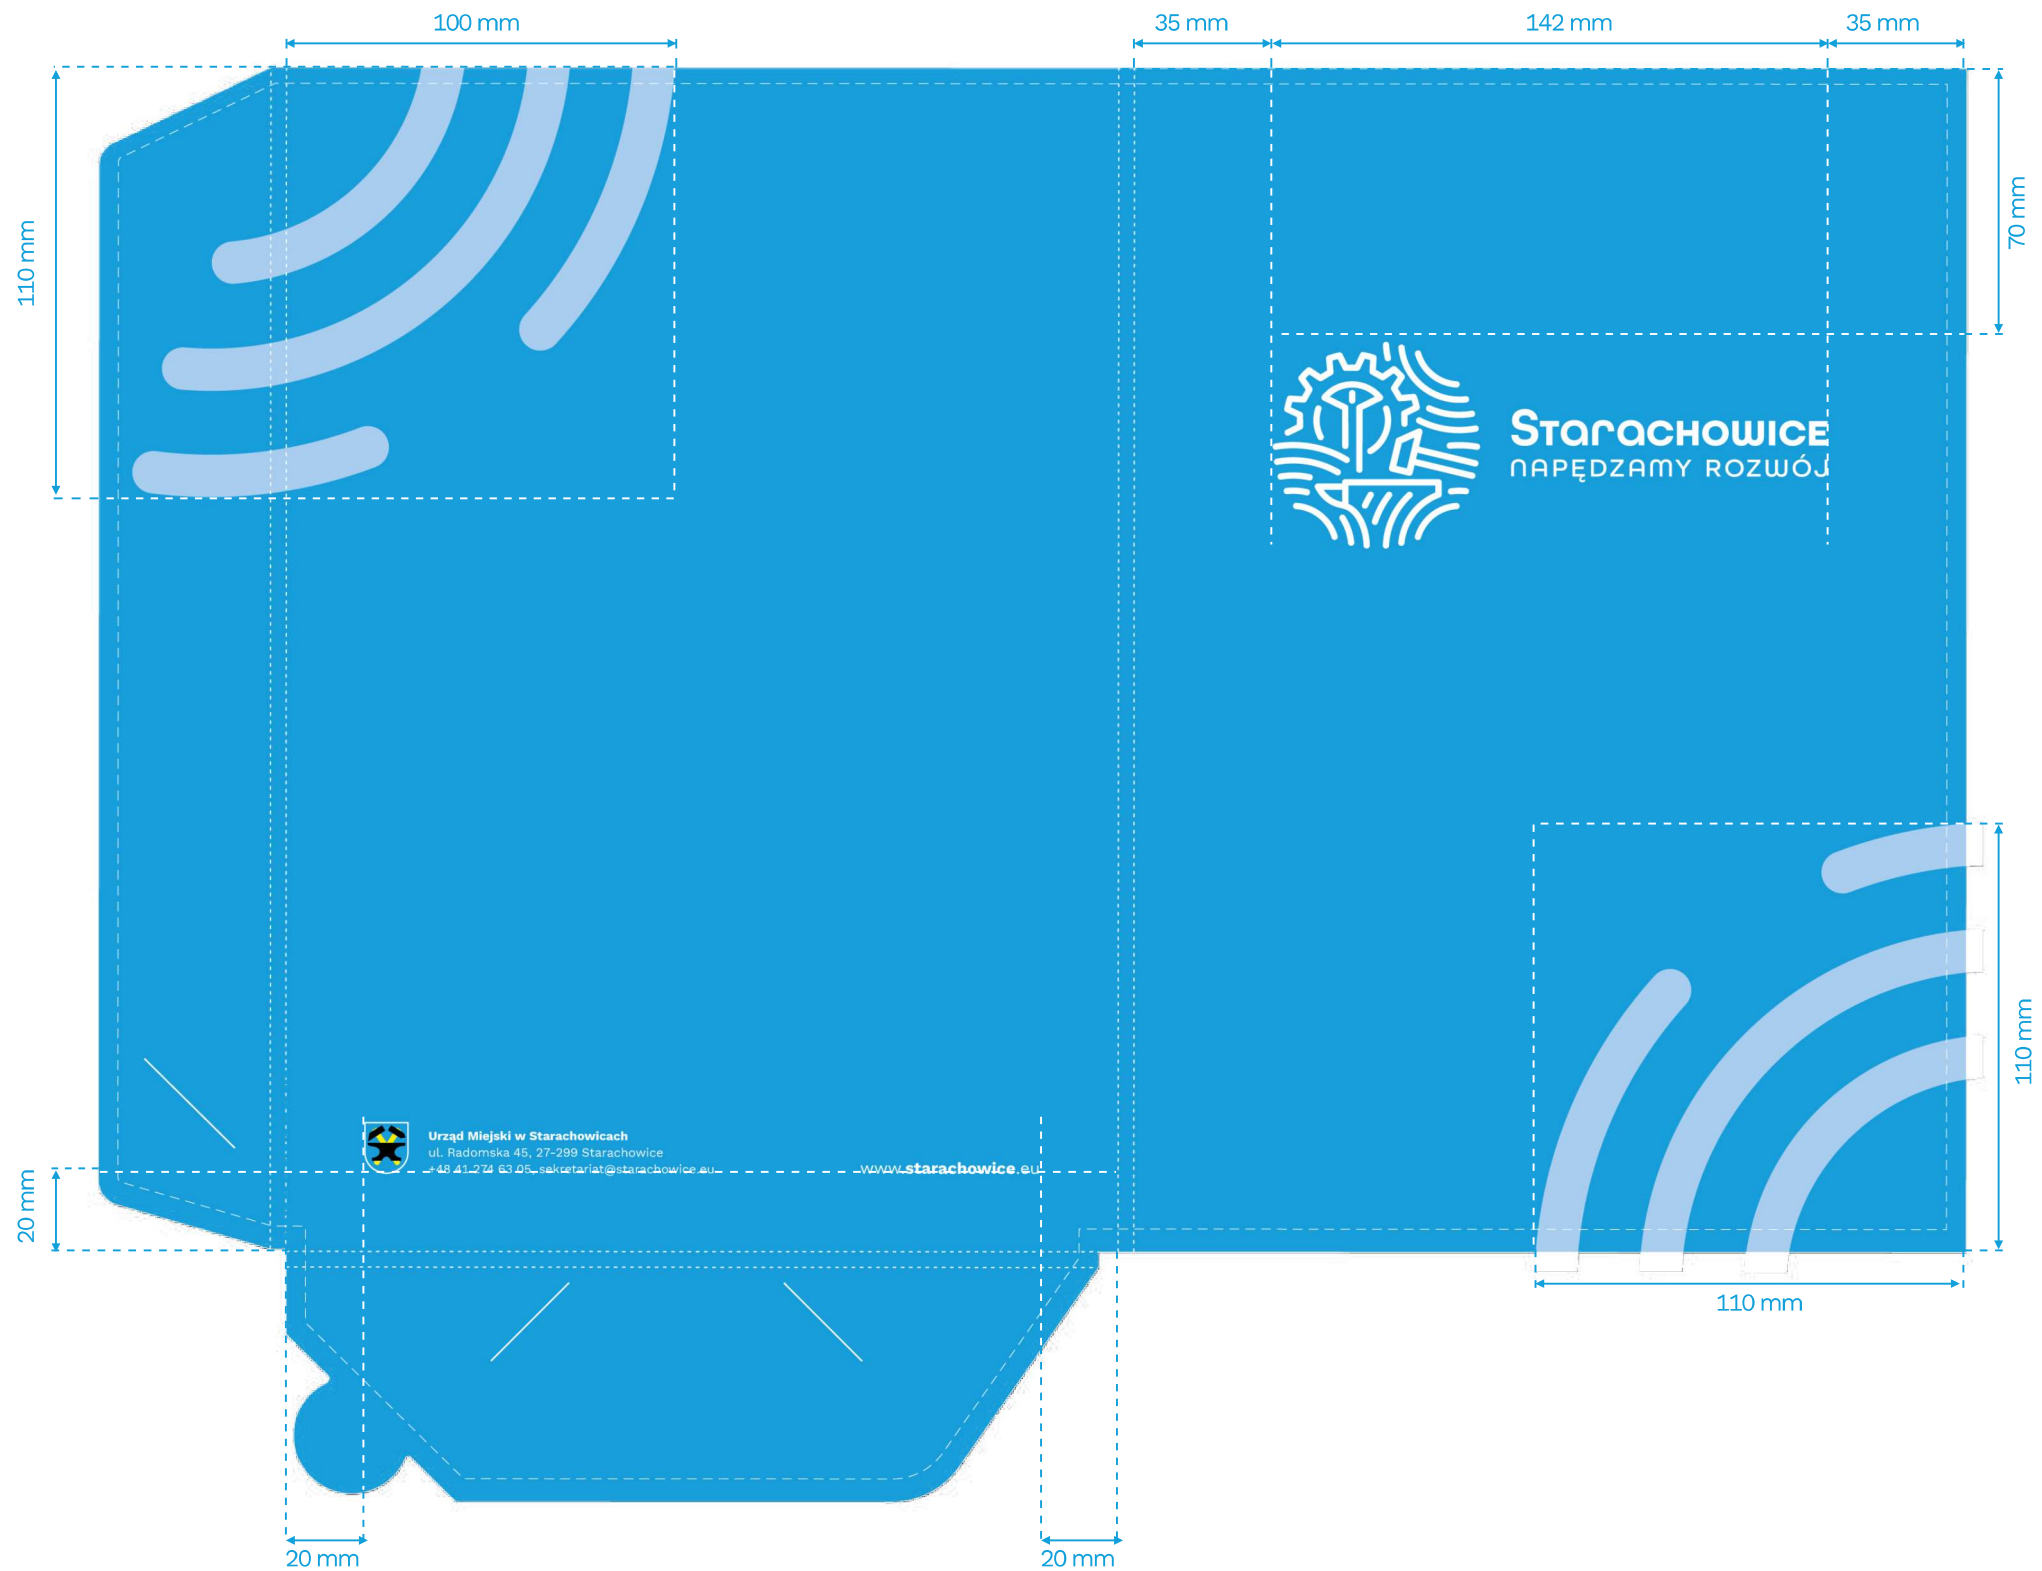 100 mm
35 mm
142 mm
35 mm
110 mm
70 mm
STARACHOWICE
NAPĘDZAMY ROZWÓJ
110 mm
Urząd Miejski w Starachowicach
ul. Radomska 45, 27-299 Starachowice
+48 41 274 63 05, sekretariat@starachowice.eu
www.starachowice.eu
20 mm
110 mm
20 mm
20 mm